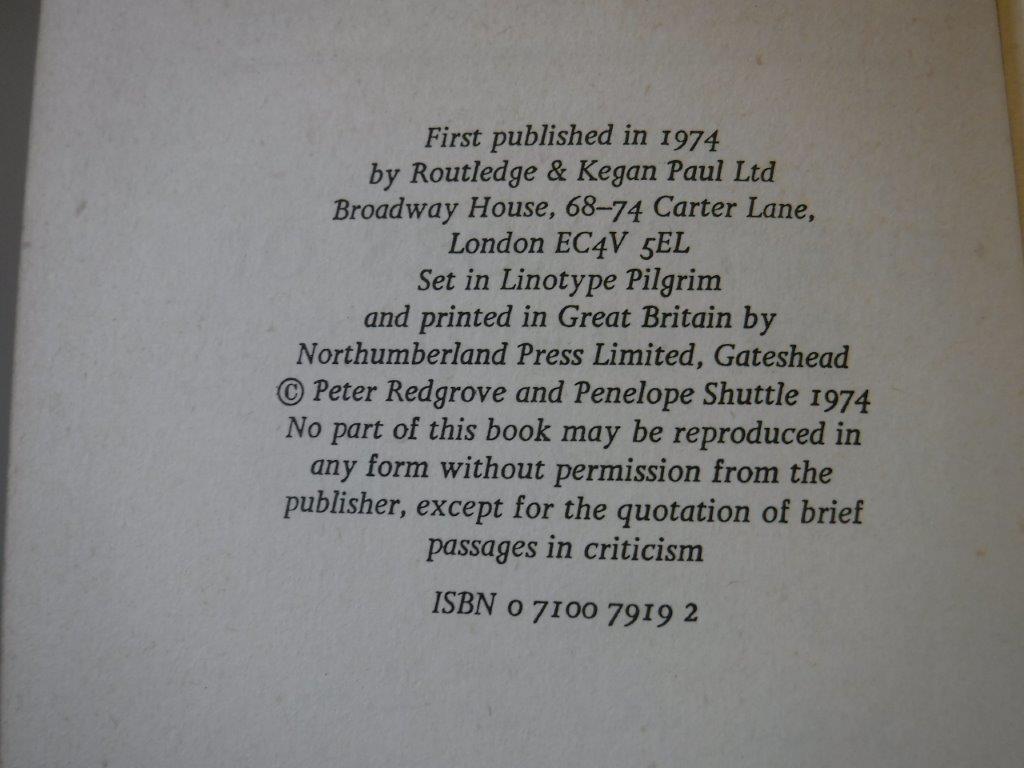 First published in 1974
by Routledge & Kegan Paul Ltd
Broadway House, 68–74 Carter Lane,
London EC4V 5EL
Set in Linotype Pilgrim
and printed in Great Britain by
Northumberland Press Limited, Gateshead
© Peter Redgrove and Penelope Shuttle 1974
No part of this book may be reproduced in
any form without permission from the
publisher, except for the quotation of brief
passages in criticism
ISBN 0 7100 7919 2